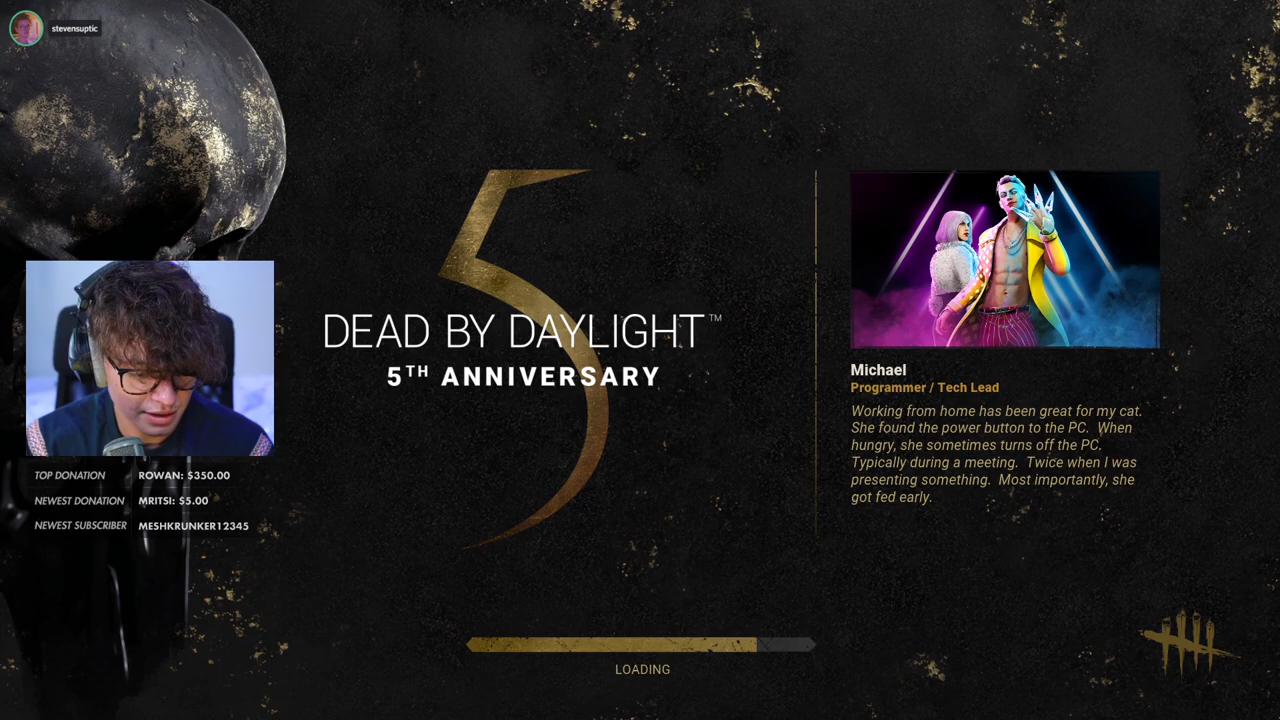 stevensuptic
DEAD BY DAYLIGHT™
5TH ANNIVERSARY
Michael
Programmer / Tech Lead
Working from home has been great for my cat.
She found the power button to the PC. When
hungry, she sometimes turns off the PC.
Typically during a meeting. Twice when I was
presenting something. Most importantly, she
got fed early.
TOP DONATION ROWAN: $350.00
NEWEST DONATION MRITSI: $5.00
NEWEST SUBSCRIBER MESHKRUNKER12345
LOADING